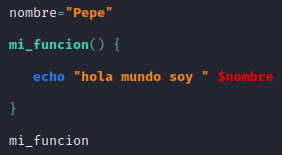 nombre="Pepe"
mi_funcion() {
echo "hola mundo soy " $nombre
}
mi_funcion